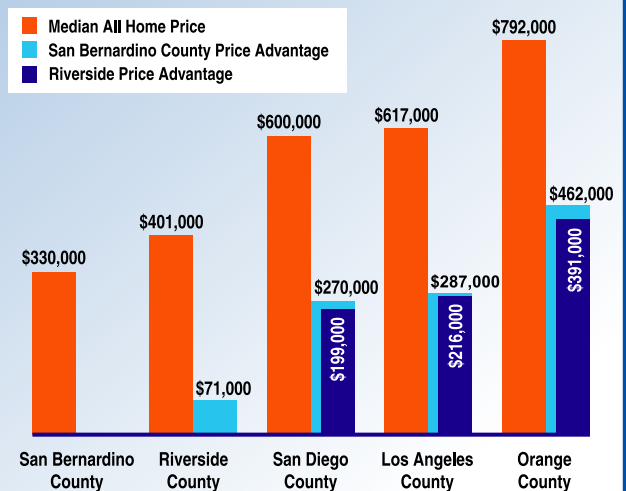 Median All Home Price
San Bernardino County Price Advantage
Riverside Price Advantage
$330,000
$401,000
$71,000
$600,000
$270,000
$199,000
$617,000
$287,000
$216,000
$792,000
$462,000
$391,000
San Bernardino
County
Riverside
County
San Diego
County
Los Angeles
County
Orange
County